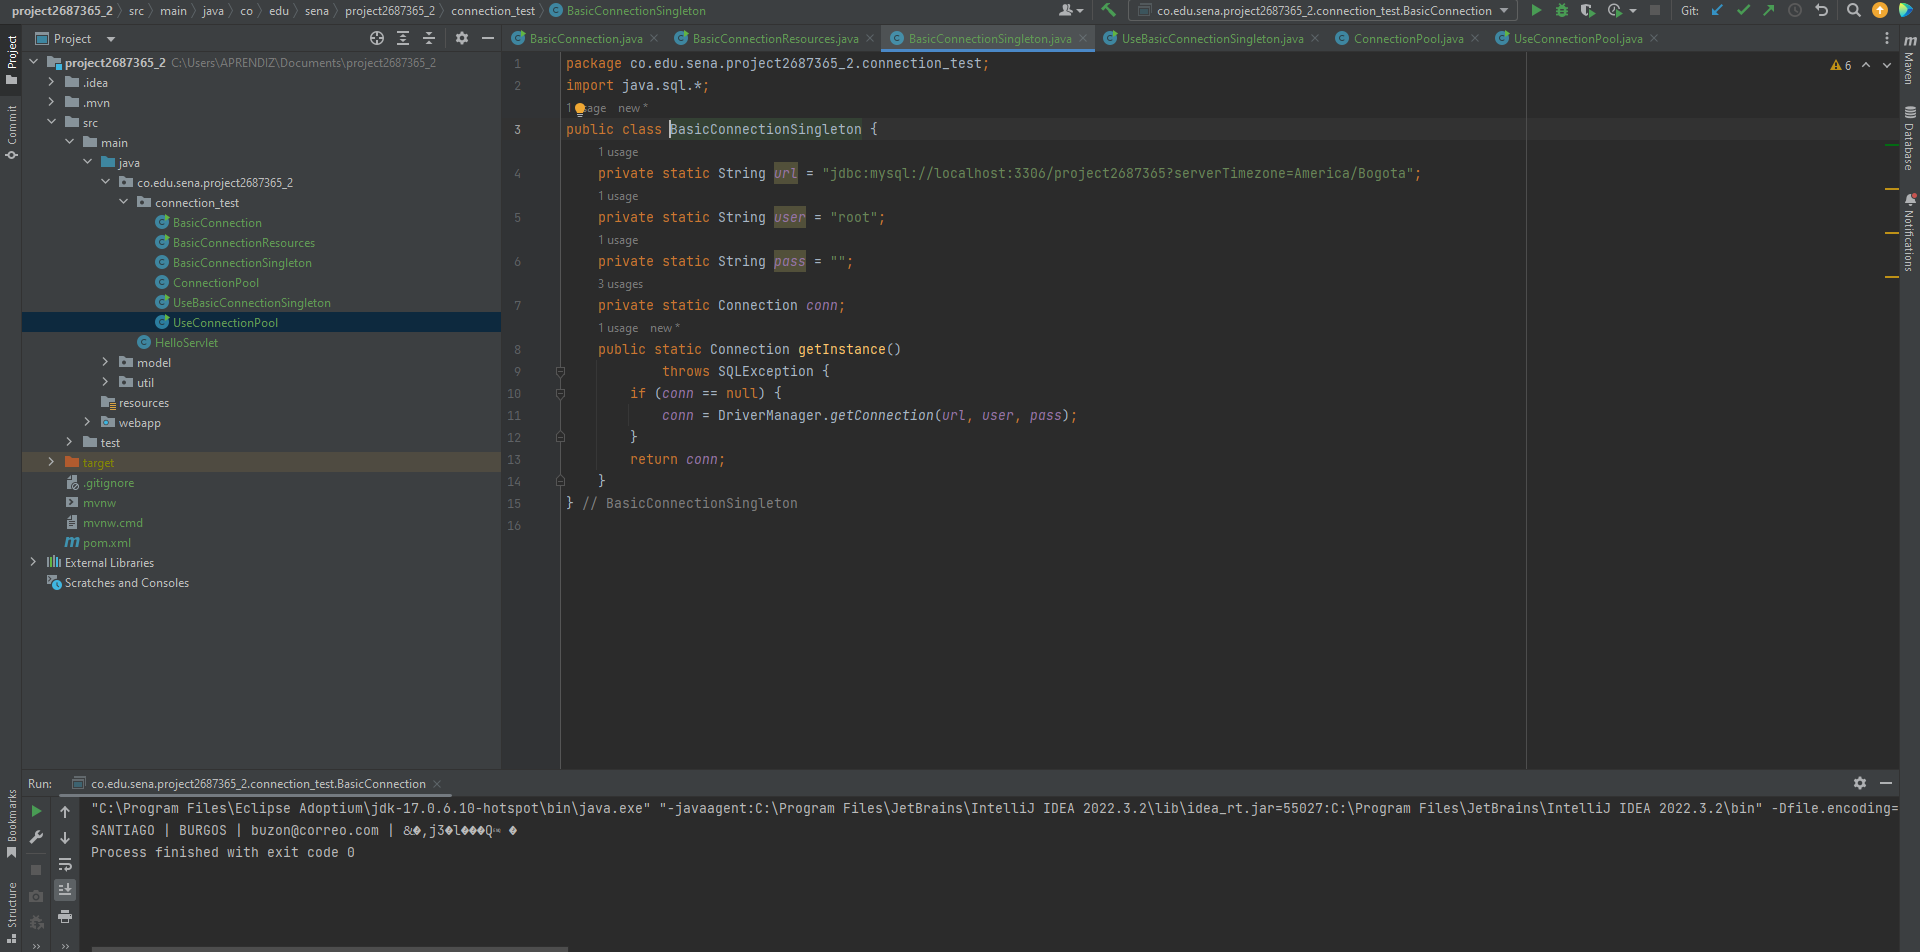 project2687365_2 src main java co edu sena project2687365_2 connection_test BasicConnectionSingleton
co.edu.sena.project2687365_2.connection_test.BasicConnection
Git:
Project
BasicConnection.java
BasicConnectionResources.java
BasicConnectionSingleton.java
UseBasicConnectionSingleton.java
ConnectionPool.java
UseConnectionPool.java
Project
Commit
Bookmarks
Structure
project2687365_2 C:\Users\APRENDIZ\Documents\project2687365_2
.idea
.mvn
src
main
java
co.edu.sena.project2687365_2
connection_test
BasicConnection
BasicConnectionResources
BasicConnectionSingleton
ConnectionPool
UseBasicConnectionSingleton
UseConnectionPool
HelloServlet
model
util
resources
webapp
test
target
.gitignore
mvnw
mvnw.cmd
pom.xml
External Libraries
Scratches and Consoles
1 package co.edu.sena.project2687365_2.connection_test;
2 import java.sql.*;
1 usage new *
3 public class BasicConnectionSingleton {
1 usage
4 private static String url = "jdbc:mysql://localhost:3306/project2687365?serverTimezone=America/Bogota";
1 usage
5 private static String user = "root";
1 usage
6 private static String pass = "";
3 usages
7 private static Connection conn;
1 usage new *
8 public static Connection getInstance()
9 throws SQLException {
10 if (conn == null) {
11 conn = DriverManager.getConnection(url, user, pass);
12 }
13 return conn;
14 }
15 } // BasicConnectionSingleton
16
6
Maven
Database
Notifications
Run: co.edu.sena.project2687365_2.connection_test.BasicConnection
"C:\Program Files\Eclipse Adoptium\jdk-17.0.6.10-hotspot\bin\java.exe" "-javaagent:C:\Program Files\JetBrains\IntelliJ IDEA 2022.3.2\lib\idea_rt.jar=55027:C:\Program Files\JetBrains\IntelliJ IDEA 2022.3.2\bin" -Dfile.encoding=
SANTIAGO | BURGOS | buzon@correo.com |
Process finished with exit code 0